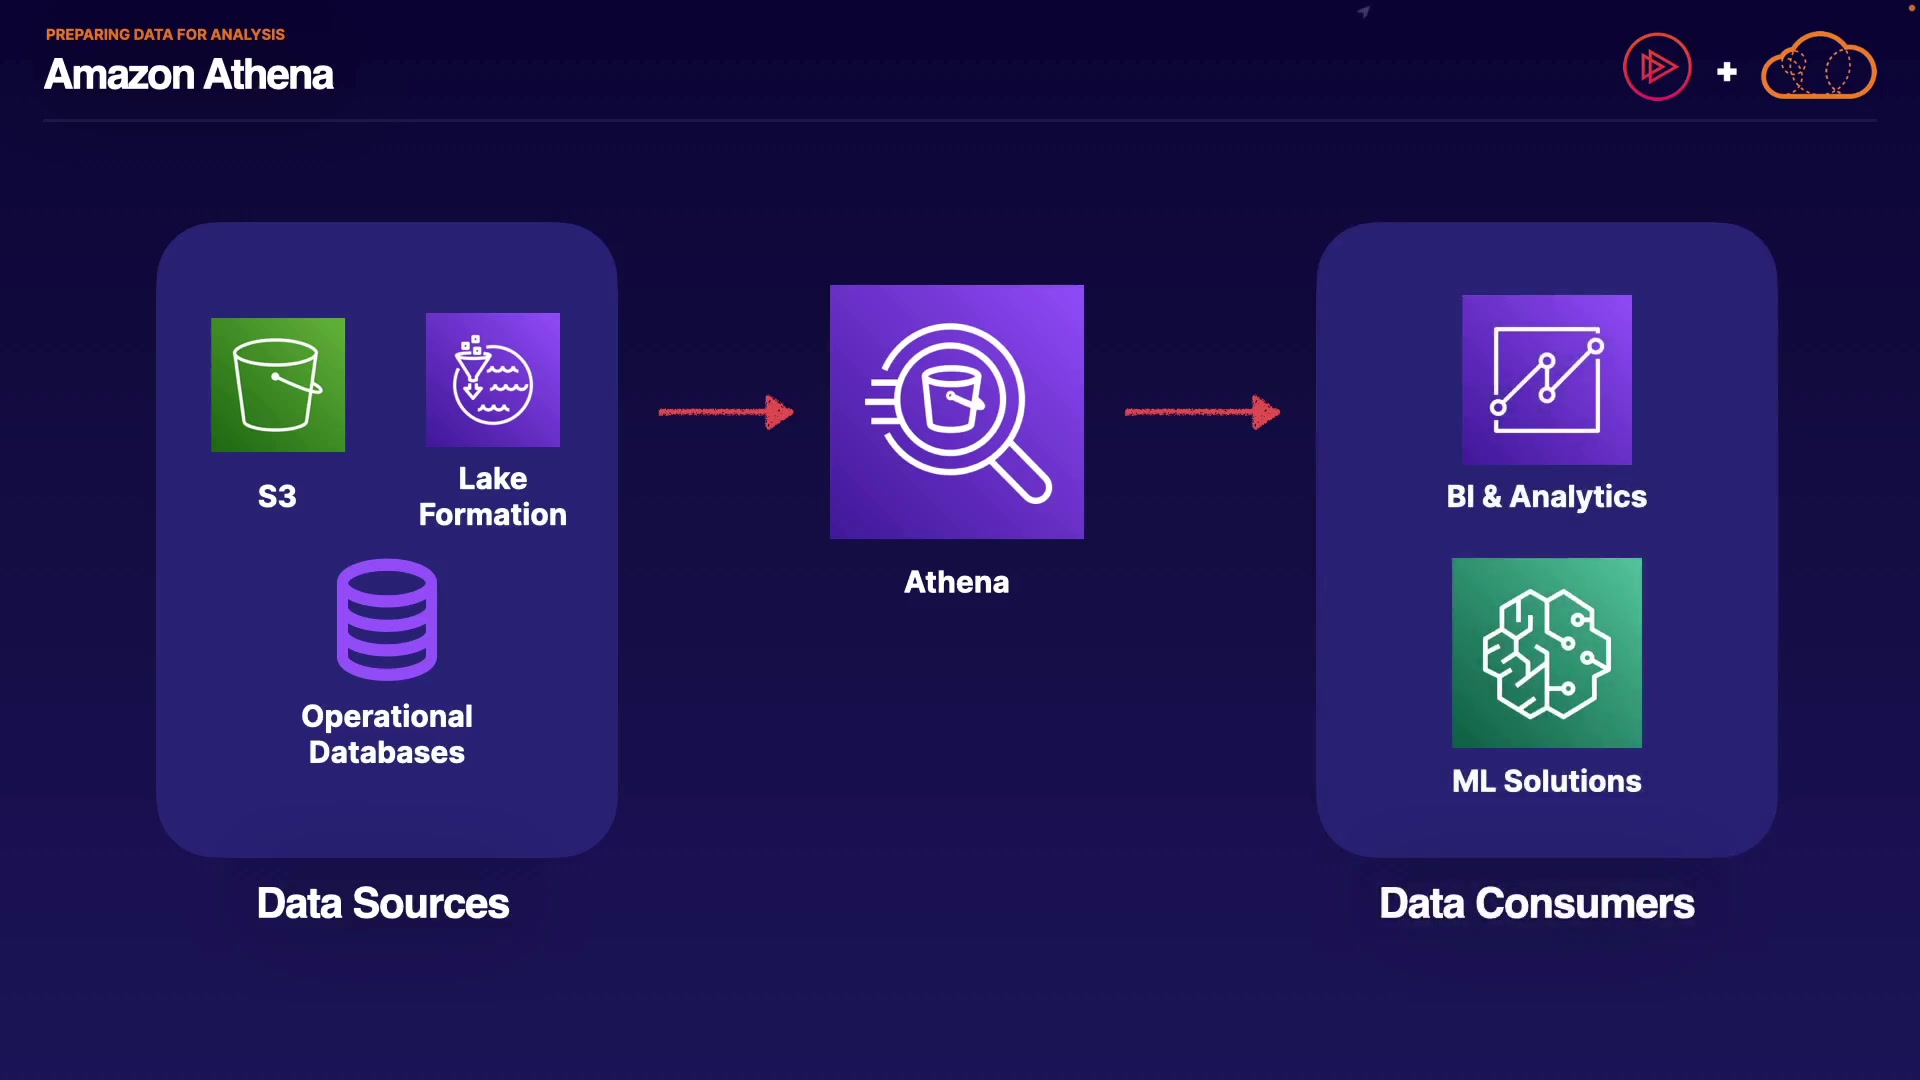 PREPARING DATA FOR ANALYSIS
Amazon Athena
S3
Lake
Formation
Operational
Databases
Data Sources
Athena
BI & Analytics
ML Solutions
Data Consumers